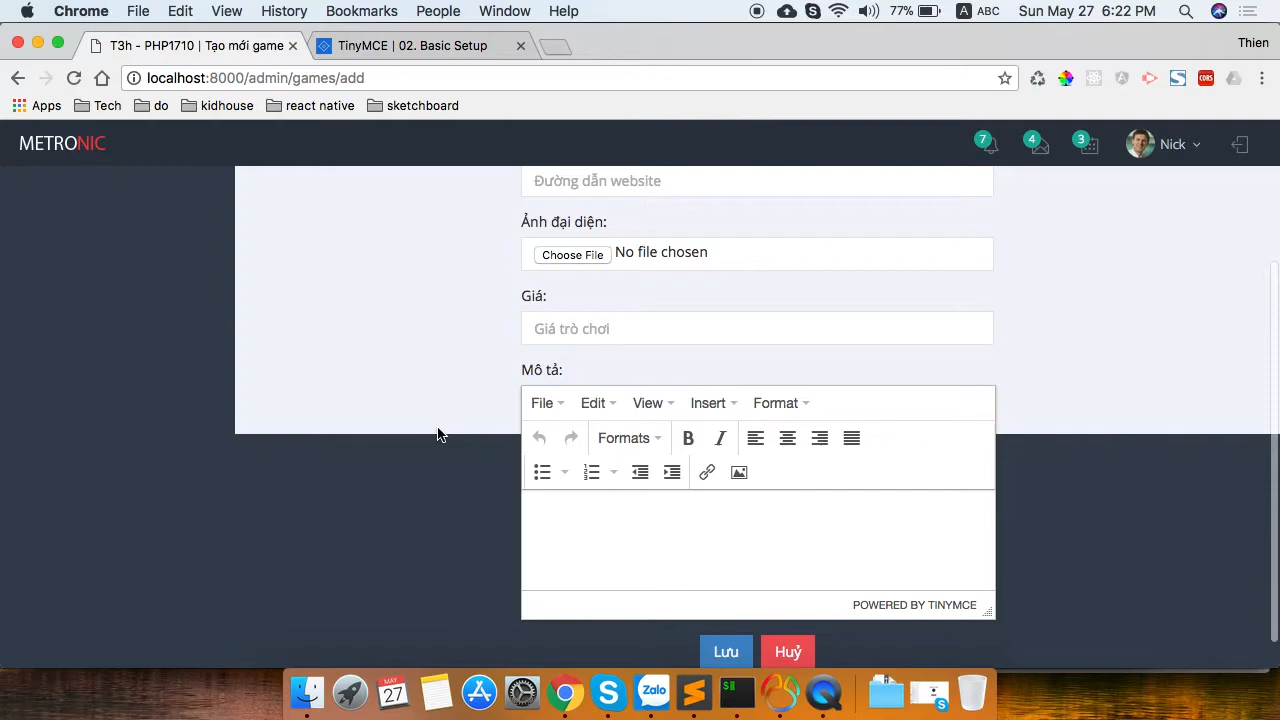 Chrome File Edit View History Bookmarks People Window Help 77% A ABC Sun May 27 6:22 PM
T3h - PHP1710 | Tạo mới game TinyMCE | 02. Basic Setup Thien
localhost:8000/admin/games/add CORS
Apps Tech do kidhouse react native sketchboard
METRONIC 7 4 3 Nick
Đường dẫn website
Ảnh đại diện:
Choose File No file chosen
Giá:
Giá trò chơi
Mô tả:
File Edit View Insert Format
Formats B I
POWERED BY TINYMCE
Lưu Huỷ
MAY
27
Zalo